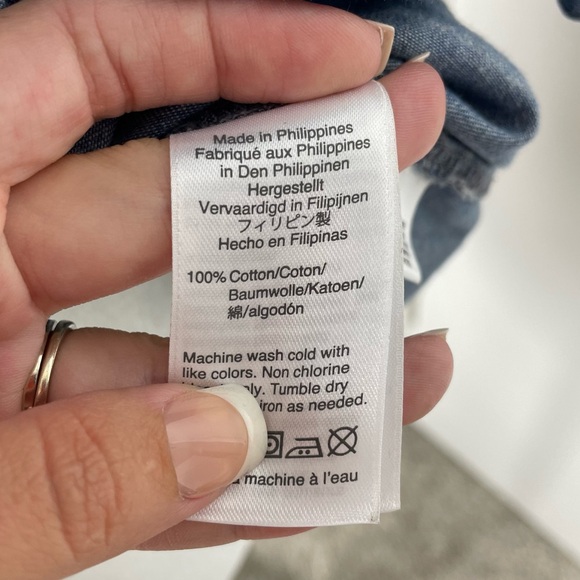 Made in Philippines
Fabriqué aux Philippines
in Den Philippinen
Hergestellt
Vervaardigd in Filipijnen
フィリピン製
Hecho en Filipinas
100% Cotton/Coton/
Baumwolle/Katoen/
綿/algodón
Machine wash cold with
like colors. Non chlorine
Tumble dry
iron as needed.
machine à l'eau